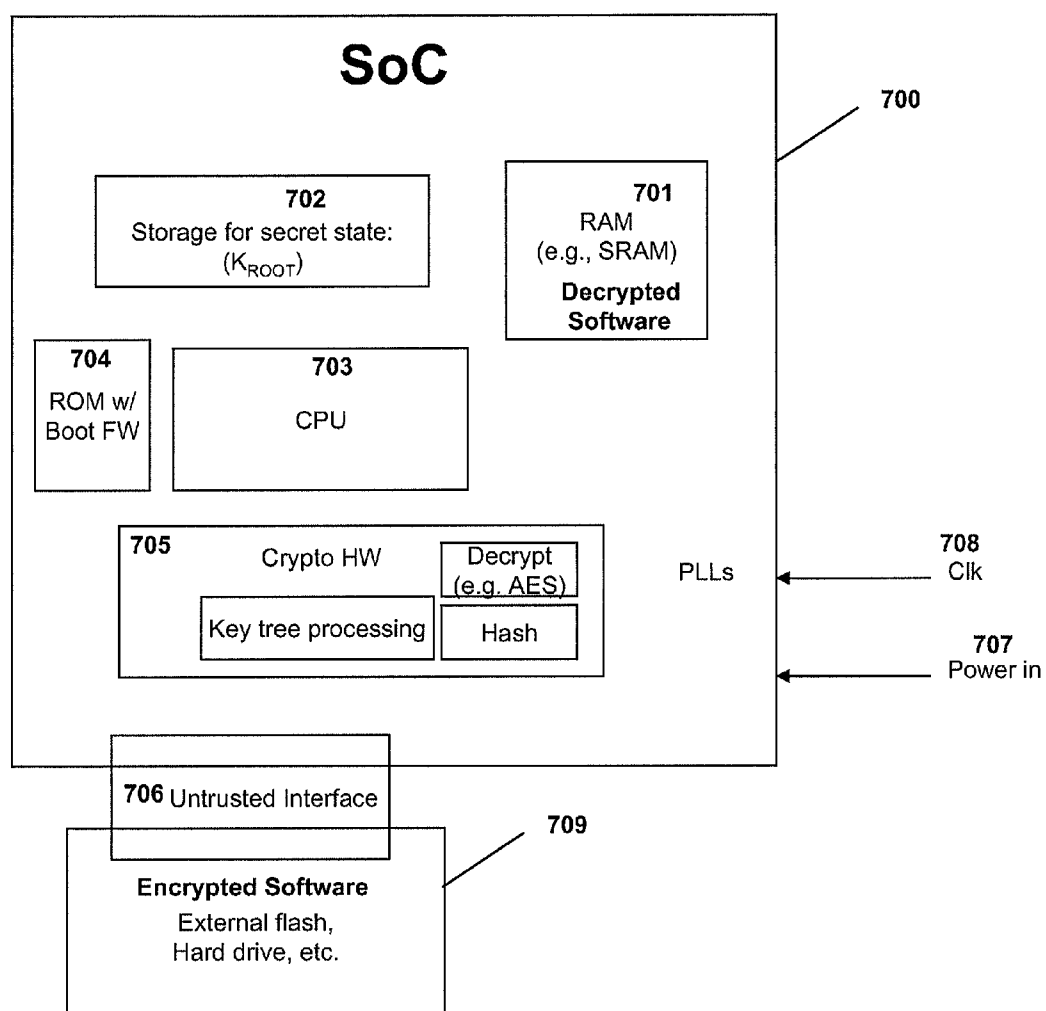 SoC
700
702
Storage for secret state:
(KROOT)
701
RAM
(e.g., SRAM)
Decrypted
Software
704
ROM w/
Boot FW
703
CPU
705
Crypto HW
Decrypt
(e.g. AES)
Key tree processing
Hash
PLLs
708
Clk
707
Power in
706 Untrusted Interface
709
Encrypted Software
External flash,
Hard drive, etc.